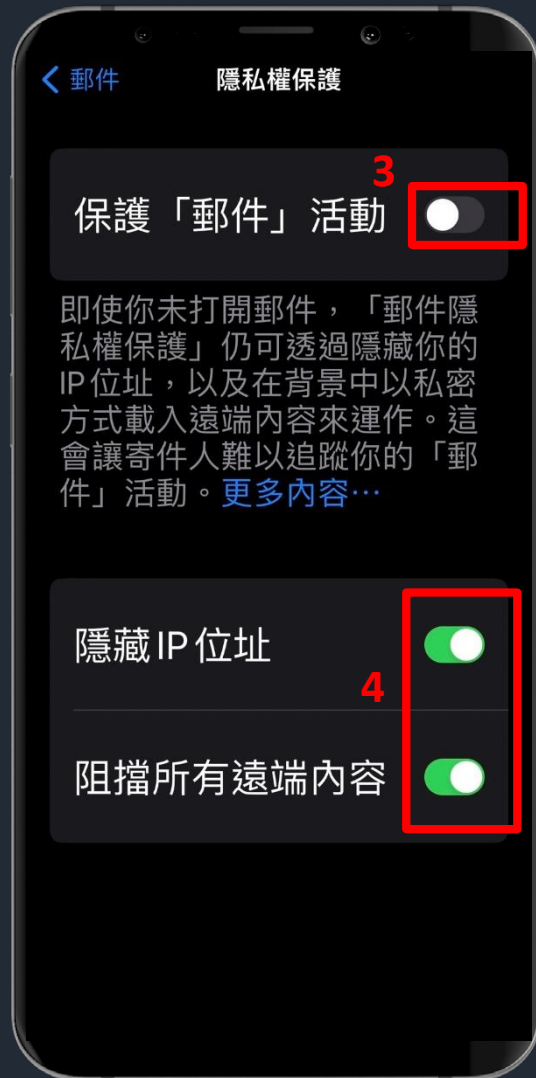 郵件 隱私權保護
3
保護「郵件」活動
即使你未打開郵件，「郵件隱
私權保護」仍可透過隱藏你的
IP位址，以及在背景中以私密
方式載入遠端內容來運作。這
會讓寄件人難以追蹤你的「郵
件」活動。更多內容⋯
隱藏IP位址
4
阻擋所有遠端內容